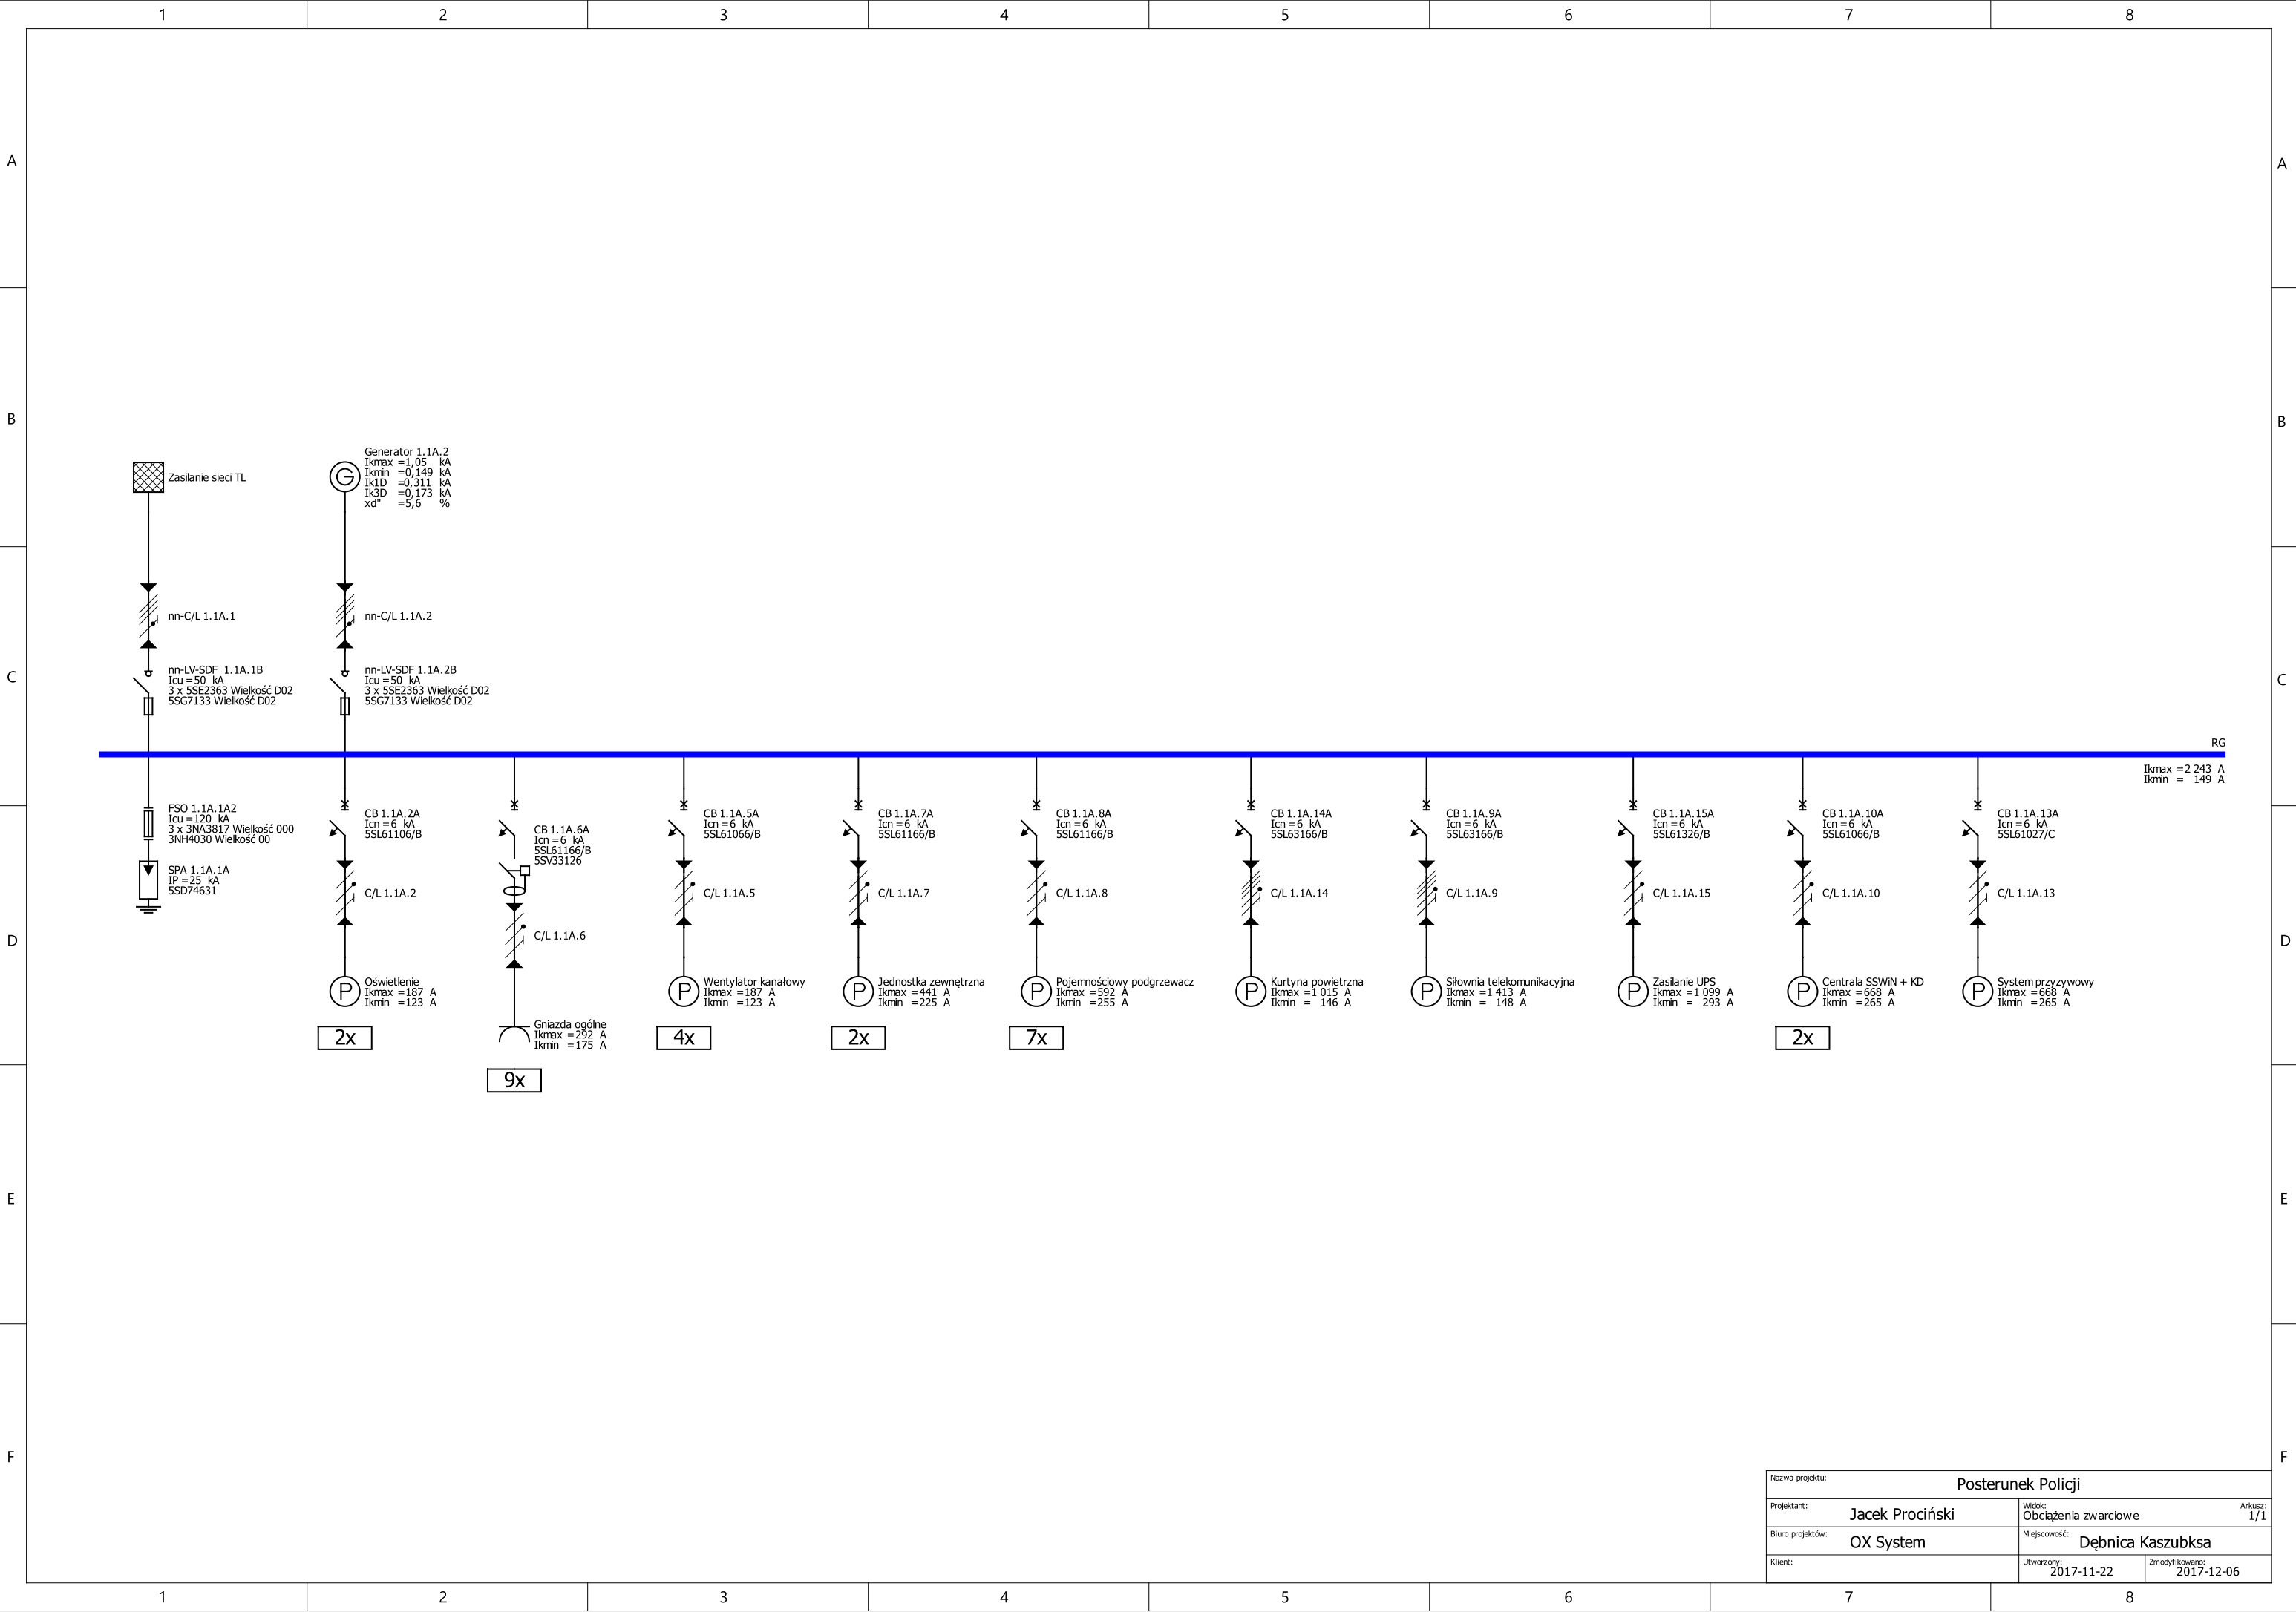 1 2 3 4 5 6 7 8
A A
B B
Zasilanie sieci TL
Generator 1.1A.2
Ikmax =1,05 kA
Ikmin =0,149 kA
Ik1D =0,311 kA
Ik3D =0,173 kA
xd" =5,6 %
nn-C/L 1.1A.1
nn-C/L 1.1A.2
C C
nn-LV-SDF 1.1A.1B
Icu =50 kA
3 x 5SE2363 Wielkość D02
5SG7133 Wielkość D02
nn-LV-SDF 1.1A.2B
Icu =50 kA
3 x 5SE2363 Wielkość D02
5SG7133 Wielkość D02
RG
Ikmax =2 243 A
Ikmin = 149 A
FSO 1.1A.1A2
Icu =120 kA
3 x 3NA3817 Wielkość 000
3NH4030 Wielkość 00
SPA 1.1A.1A
IP =25 kA
5SD74631
CB 1.1A.2A
Icn =6 kA
5SL61106/B
C/L 1.1A.2
Oświetlenie
Ikmax =187 A
Ikmin =123 A
2x
CB 1.1A.6A
Icn =6 kA
5SL61166/B
5SV33126
C/L 1.1A.6
Gniazda ogólne
Ikmax =292 A
Ikmin =175 A
9x
CB 1.1A.5A
Icn =6 kA
5SL61066/B
C/L 1.1A.5
Wentylator kanałowy
Ikmax =187 A
Ikmin =123 A
4x
CB 1.1A.7A
Icn =6 kA
5SL61166/B
C/L 1.1A.7
Jednostka zewnętrzna
Ikmax =441 A
Ikmin =225 A
2x
CB 1.1A.8A
Icn =6 kA
5SL61166/B
C/L 1.1A.8
Pojemnościowy podgrzewacz
Ikmax =592 A
Ikmin =255 A
7x
CB 1.1A.14A
Icn =6 kA
5SL63166/B
C/L 1.1A.14
Kurtyna powietrzna
Ikmax =1 015 A
Ikmin = 146 A
CB 1.1A.9A
Icn =6 kA
5SL63166/B
C/L 1.1A.9
Siłownia telekomunikacyjna
Ikmax =1 413 A
Ikmin = 148 A
CB 1.1A.15A
Icn =6 kA
5SL61326/B
C/L 1.1A.15
Zasilanie UPS
Ikmax =1 099 A
Ikmin = 293 A
CB 1.1A.10A
Icn =6 kA
5SL61066/B
C/L 1.1A.10
Centrala SSWiN + KD
Ikmax =668 A
Ikmin =265 A
2x
CB 1.1A.13A
Icn =6 kA
5SL61027/C
C/L 1.1A.13
System przyzywowy
Ikmax =668 A
Ikmin =265 A
D D
E E
F F
Nazwa projektu:
Posterunek Policji
Projektant:
Jacek Prociński
Widok:
Obciążenia zwarciowe
Arkusz:
1/1
Biuro projektów:
OX System
Miejscowość:
Dębnica Kaszubksa
Klient:
Utworzony:
2017-11-22
Zmodyfikowano:
2017-12-06
1 2 3 4 5 6 7 8